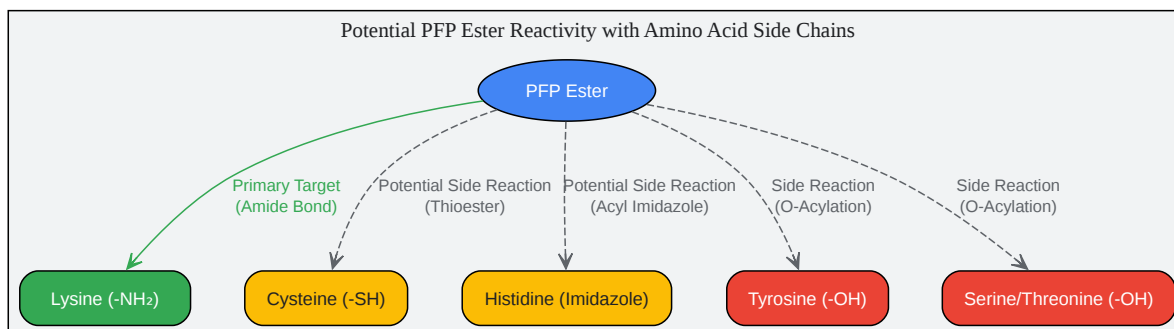 Potential PFP Ester Reactivity with Amino Acid Side Chains
PFP Ester
Primary Target
(Amide Bond)
Potential Side Reaction
(Thioester)
Potential Side Reaction
(Acyl Imidazole)
Side Reaction
(O-Acylation)
Side Reaction
(O-Acylation)
Lysine (-NH₂)
Cysteine (-SH)
Histidine (Imidazole)
Tyrosine (-OH)
Serine/Threonine (-OH)